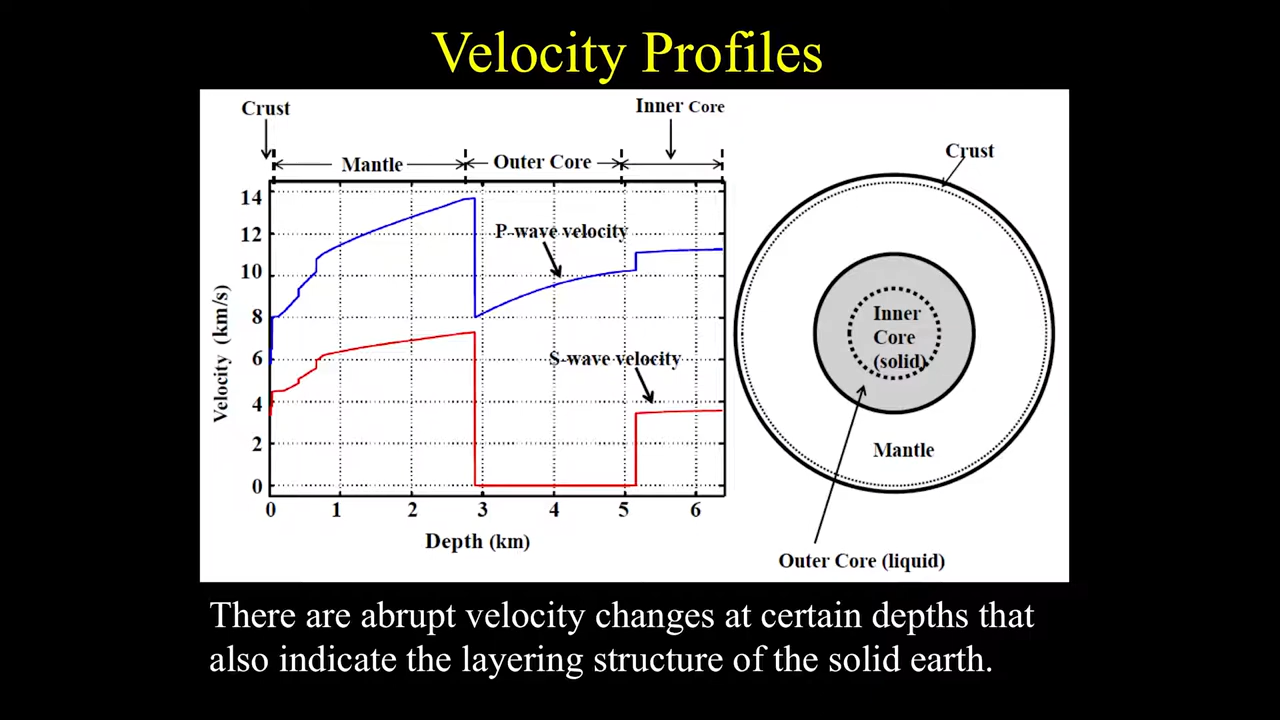 Velocity Profiles
Crust
Inner Core
Mantle
Outer Core
14
12
10
8
6
4
2
0
Velocity (km/s)
P-wave velocity
S-wave velocity
0 1 2 3 4 5 6
Depth (km)
Crust
Inner
Core
(solid)
Mantle
Outer Core (liquid)
There are abrupt velocity changes at certain depths that
also indicate the layering structure of the solid earth.